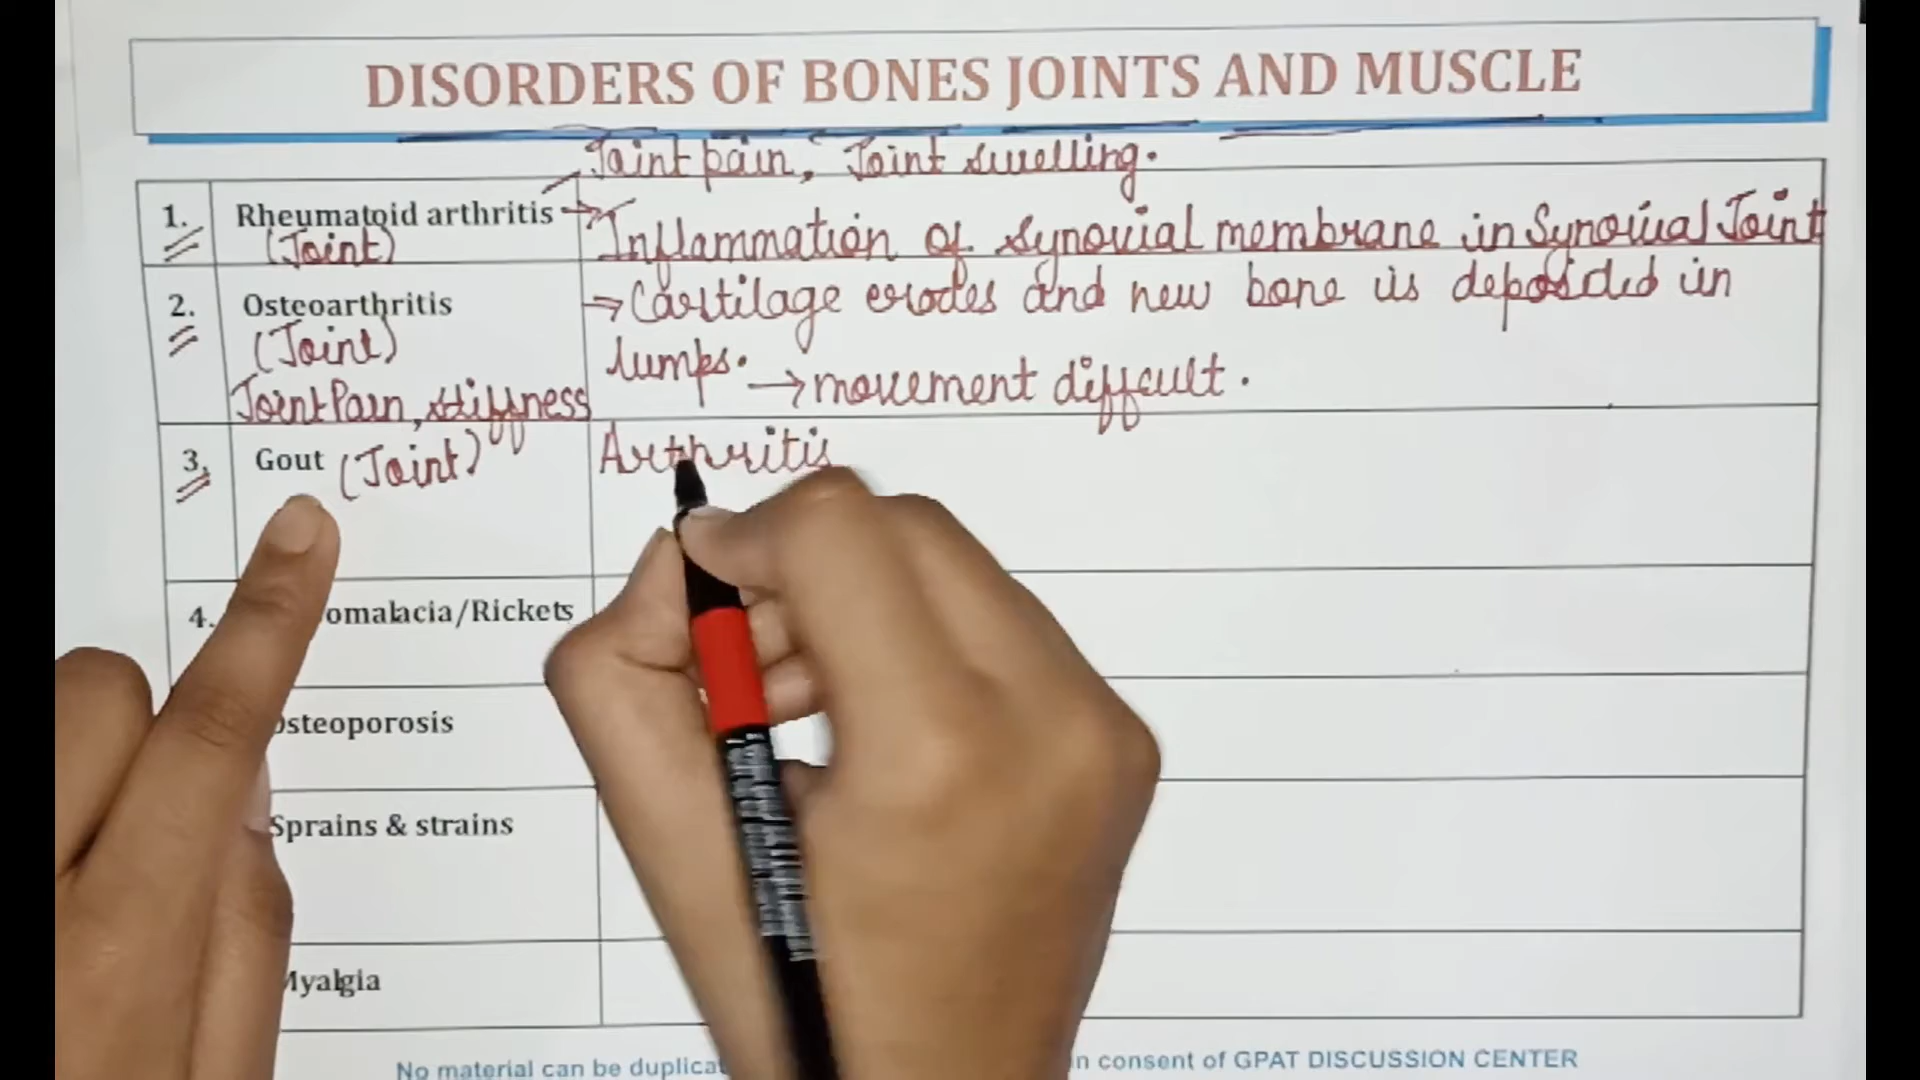 DISORDERS OF BONES JOINTS AND MUSCLE
Joint pain, Joint swelling.
1. Rheumatoid arthritis → Inflammation of synovial membrane in Synovial Joint
(Joint)
2. Osteoarthritis → Cartilage erodes and new bone is deposided in
(Joint) lumps. → movement difficult.
Joint Pain, stiffness
3, Gout (Joint) Arthritis
4. omalacia/Rickets
steoporosis
Sprains & strains
Myalgia
No material can be duplica n consent of GPAT DISCUSSION CENTER